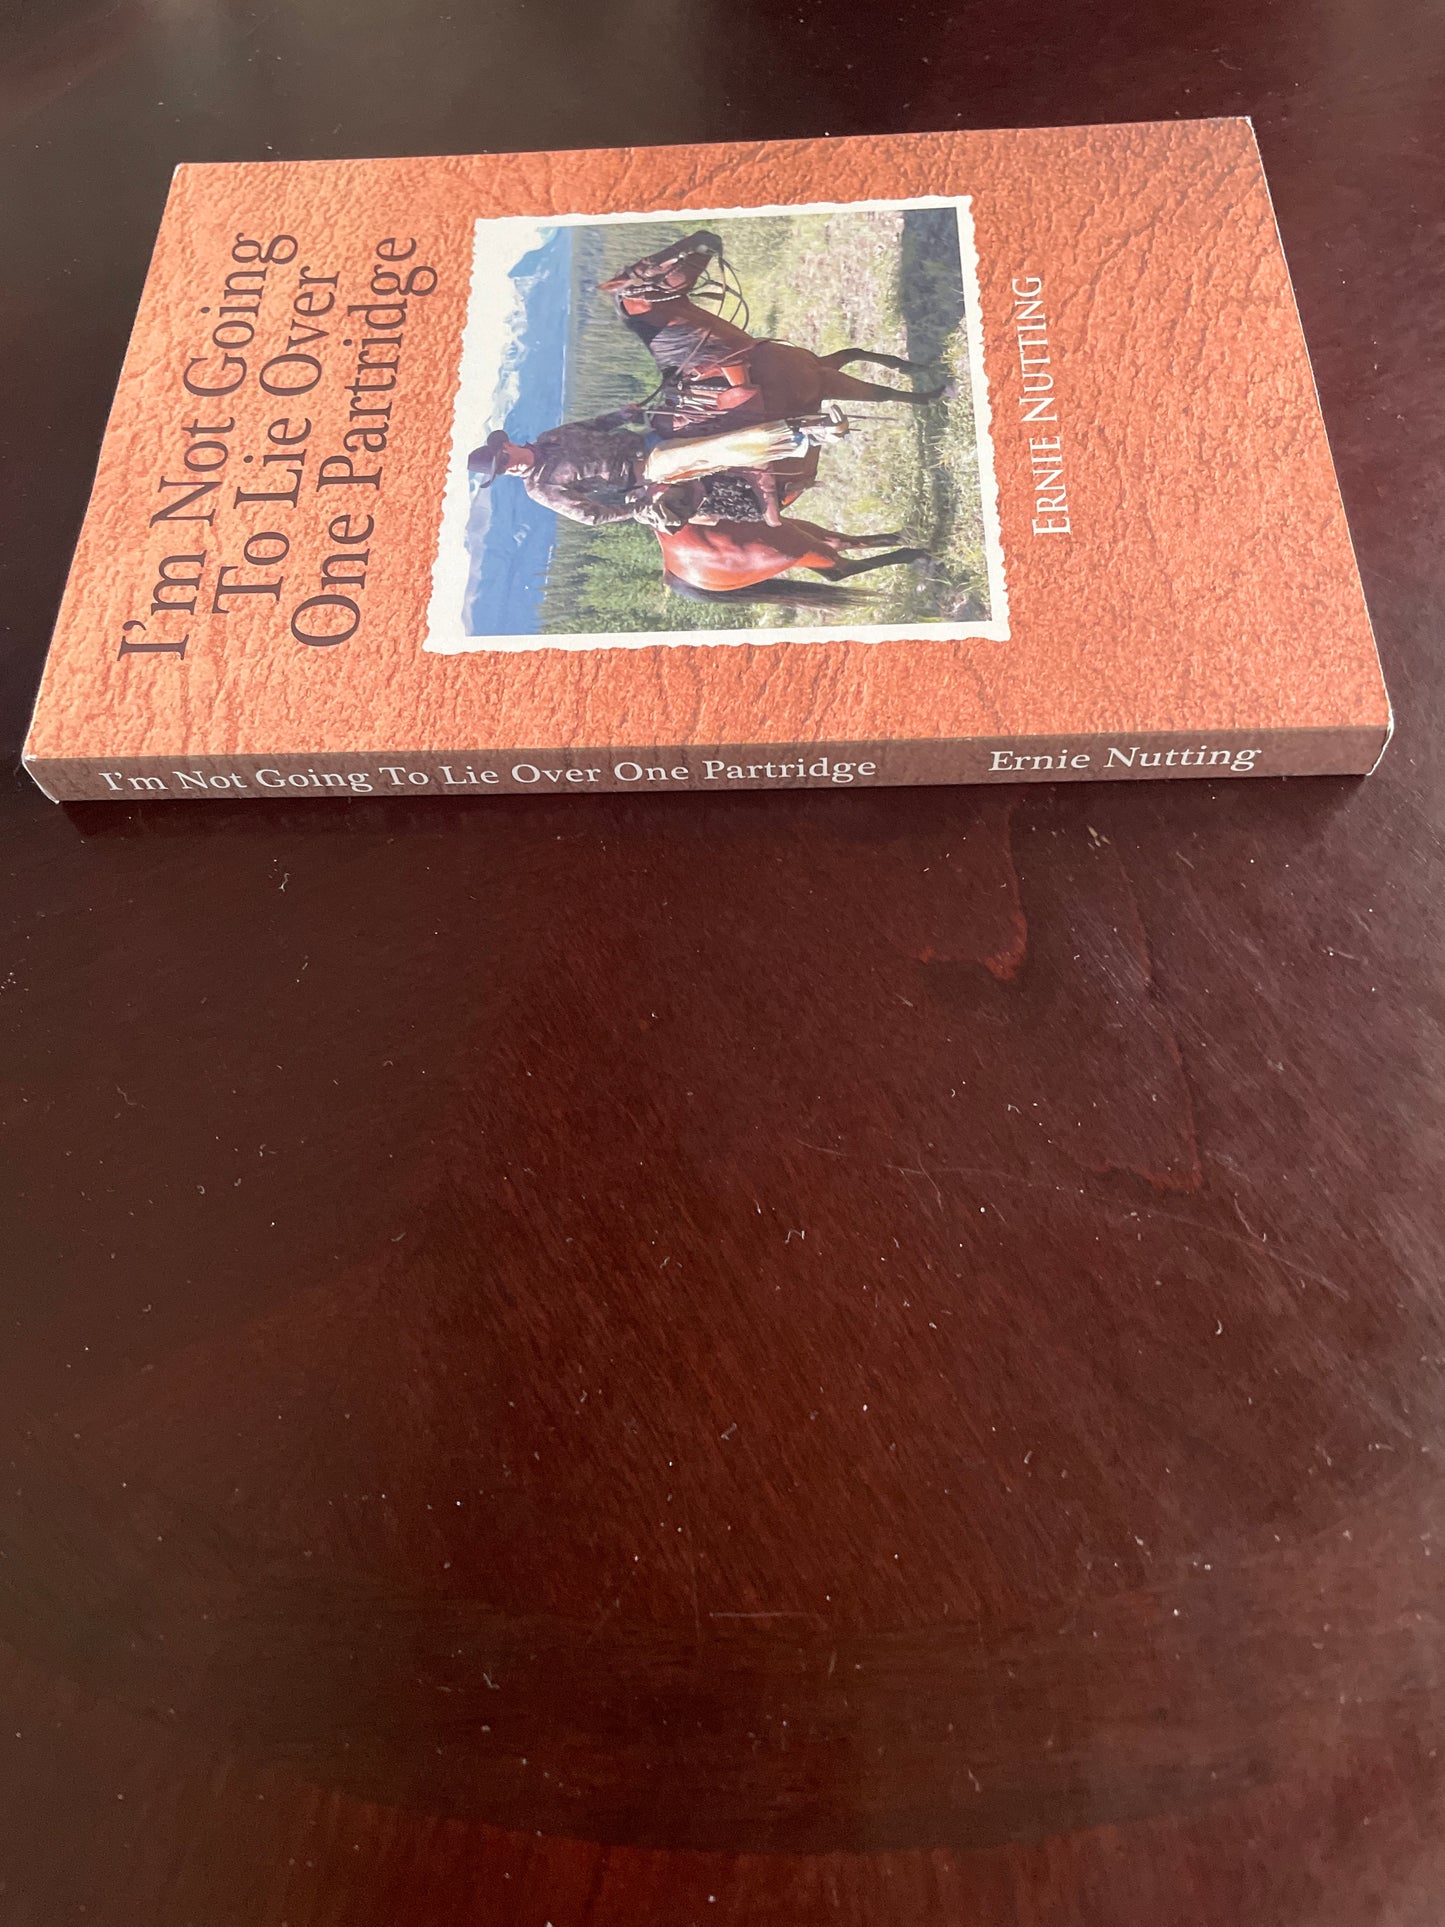 I'm Not Going
To Lie Over
One Partridge
ERNIE NUTTING
I'm Not Going To Lie Over One Partridge Ernie Nutting